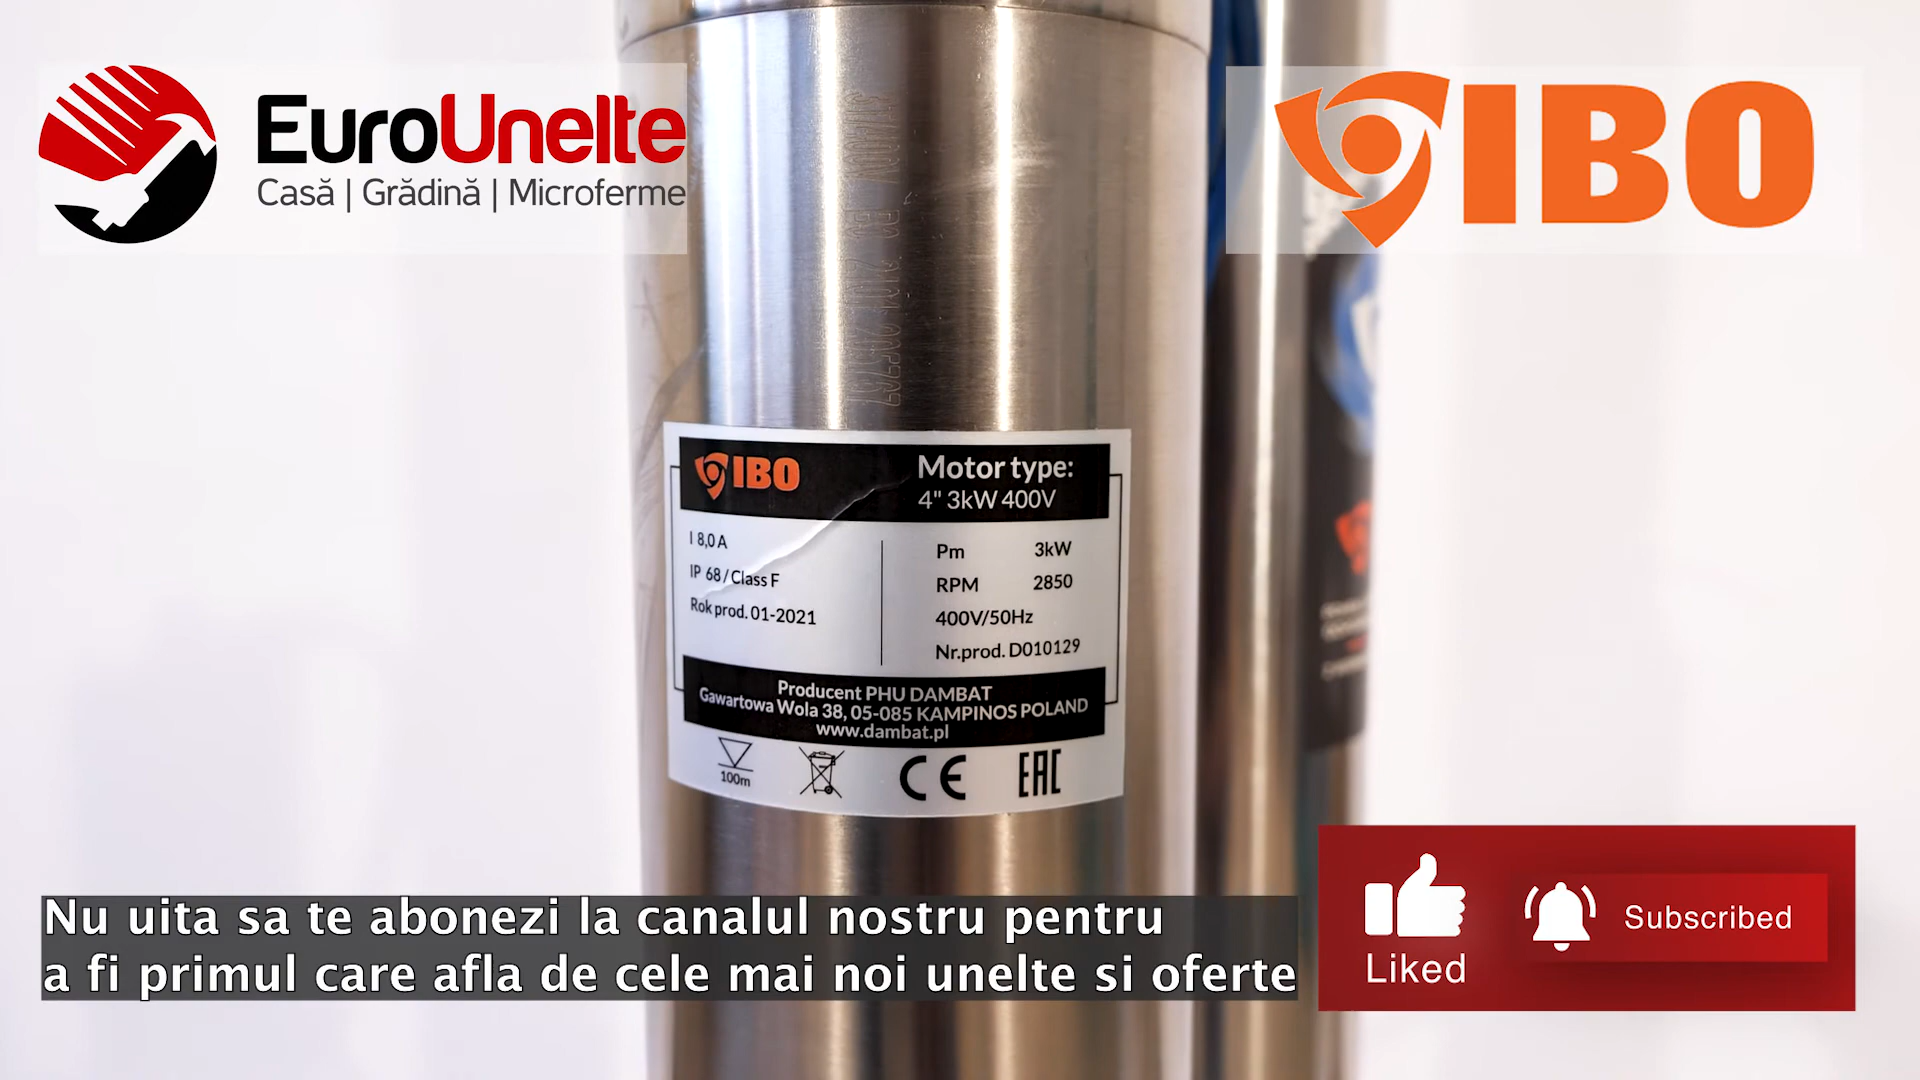 EuroUnelte
Casă | Grădină | Microferme
IBO
IBO
Motor type:
4" 3kW 400V
I 8,0 A
IP 68 / Class F
Rok prod. 01-2021
Pm 3kW
RPM 2850
400V/50Hz
Nr.prod. D010129
Producent PHU DAMBAT
Gawartowa Wola 38, 05-085 KAMPINOS POLAND
www.dambat.pl
100m
CE
EAC
Nu uita sa te abonezi la canalul nostru pentru
a fi primul care afla de cele mai noi unelte si oferte
Liked
Subscribed